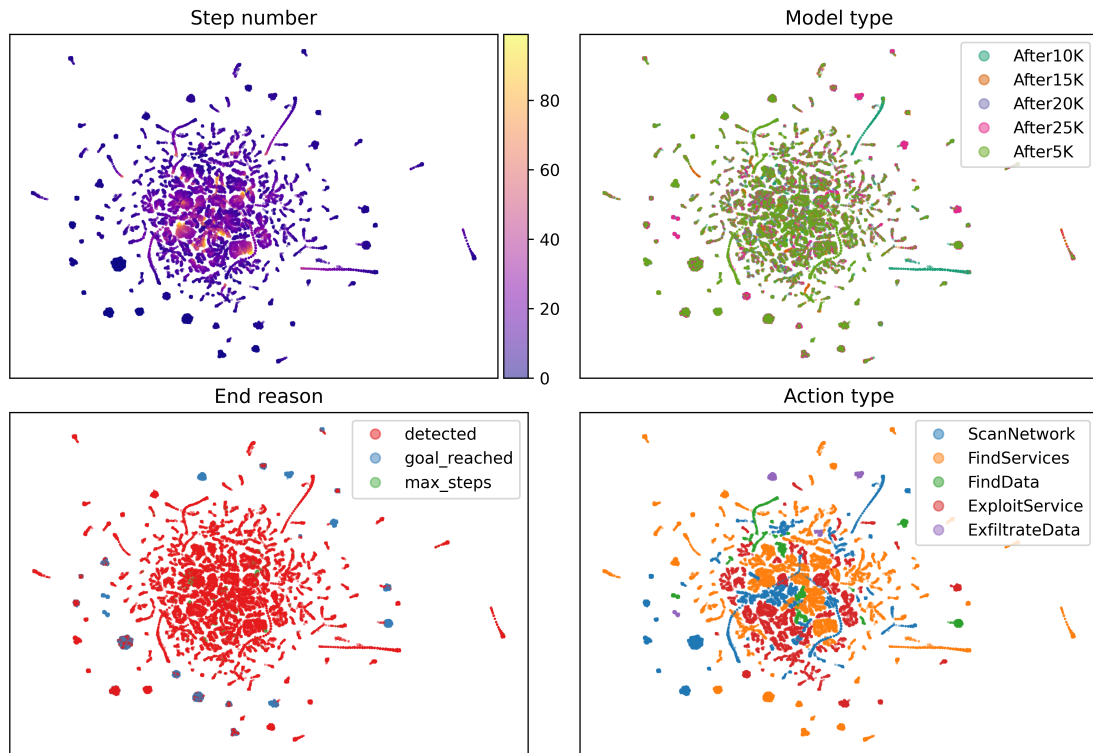 Step number
80
60
40
20
0
Model type
After10K
After15K
After20K
After25K
After5K
End reason
detected
goal_reached
max_steps
Action type
ScanNetwork
FindServices
FindData
ExploitService
ExfiltrateData